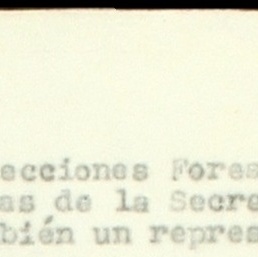 ecciones Fores
as de la Secre
bién un repres